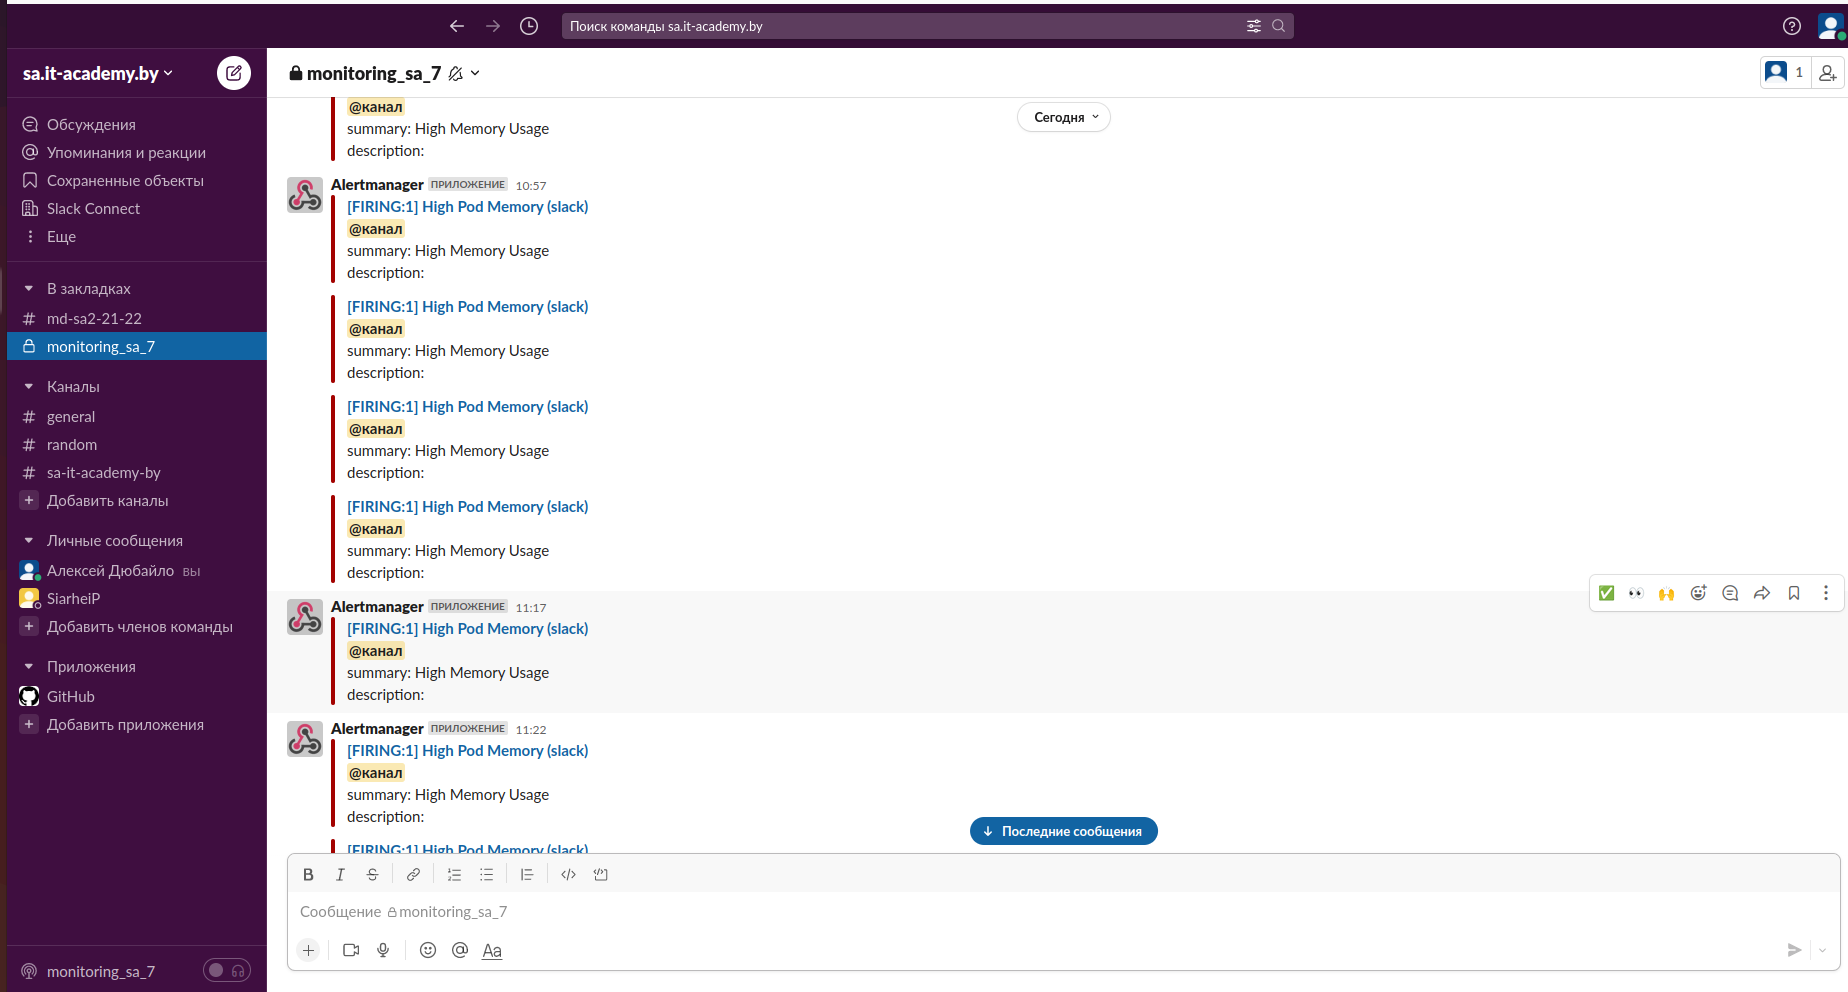 Поиск команды sa.it-academy.by
sa.it-academy.by
Обсуждения
Упоминания и реакции
Сохраненные объекты
Slack Connect
Еще
В закладках
md-sa2-21-22
monitoring_sa_7
Каналы
general
random
sa-it-academy-by
Добавить каналы
Личные сообщения
Алексей Дюбайло вы
SiarheiP
Добавить членов команды
Приложения
GitHub
Добавить приложения
monitoring_sa_7
monitoring_sa_7
1
Сегодня
@канал
summary: High Memory Usage
description:
Alertmanager ПРИЛОЖЕНИЕ 10:57
[FIRING:1] High Pod Memory (slack)
@канал
summary: High Memory Usage
description:
[FIRING:1] High Pod Memory (slack)
@канал
summary: High Memory Usage
description:
[FIRING:1] High Pod Memory (slack)
@канал
summary: High Memory Usage
description:
[FIRING:1] High Pod Memory (slack)
@канал
summary: High Memory Usage
description:
Alertmanager ПРИЛОЖЕНИЕ 11:17
[FIRING:1] High Pod Memory (slack)
@канал
summary: High Memory Usage
description:
Alertmanager ПРИЛОЖЕНИЕ 11:22
[FIRING:1] High Pod Memory (slack)
@канал
summary: High Memory Usage
description:
[FIRING:1] High Pod Memory (slack)
Последние сообщения
B I S
Сообщение monitoring_sa_7
Aa